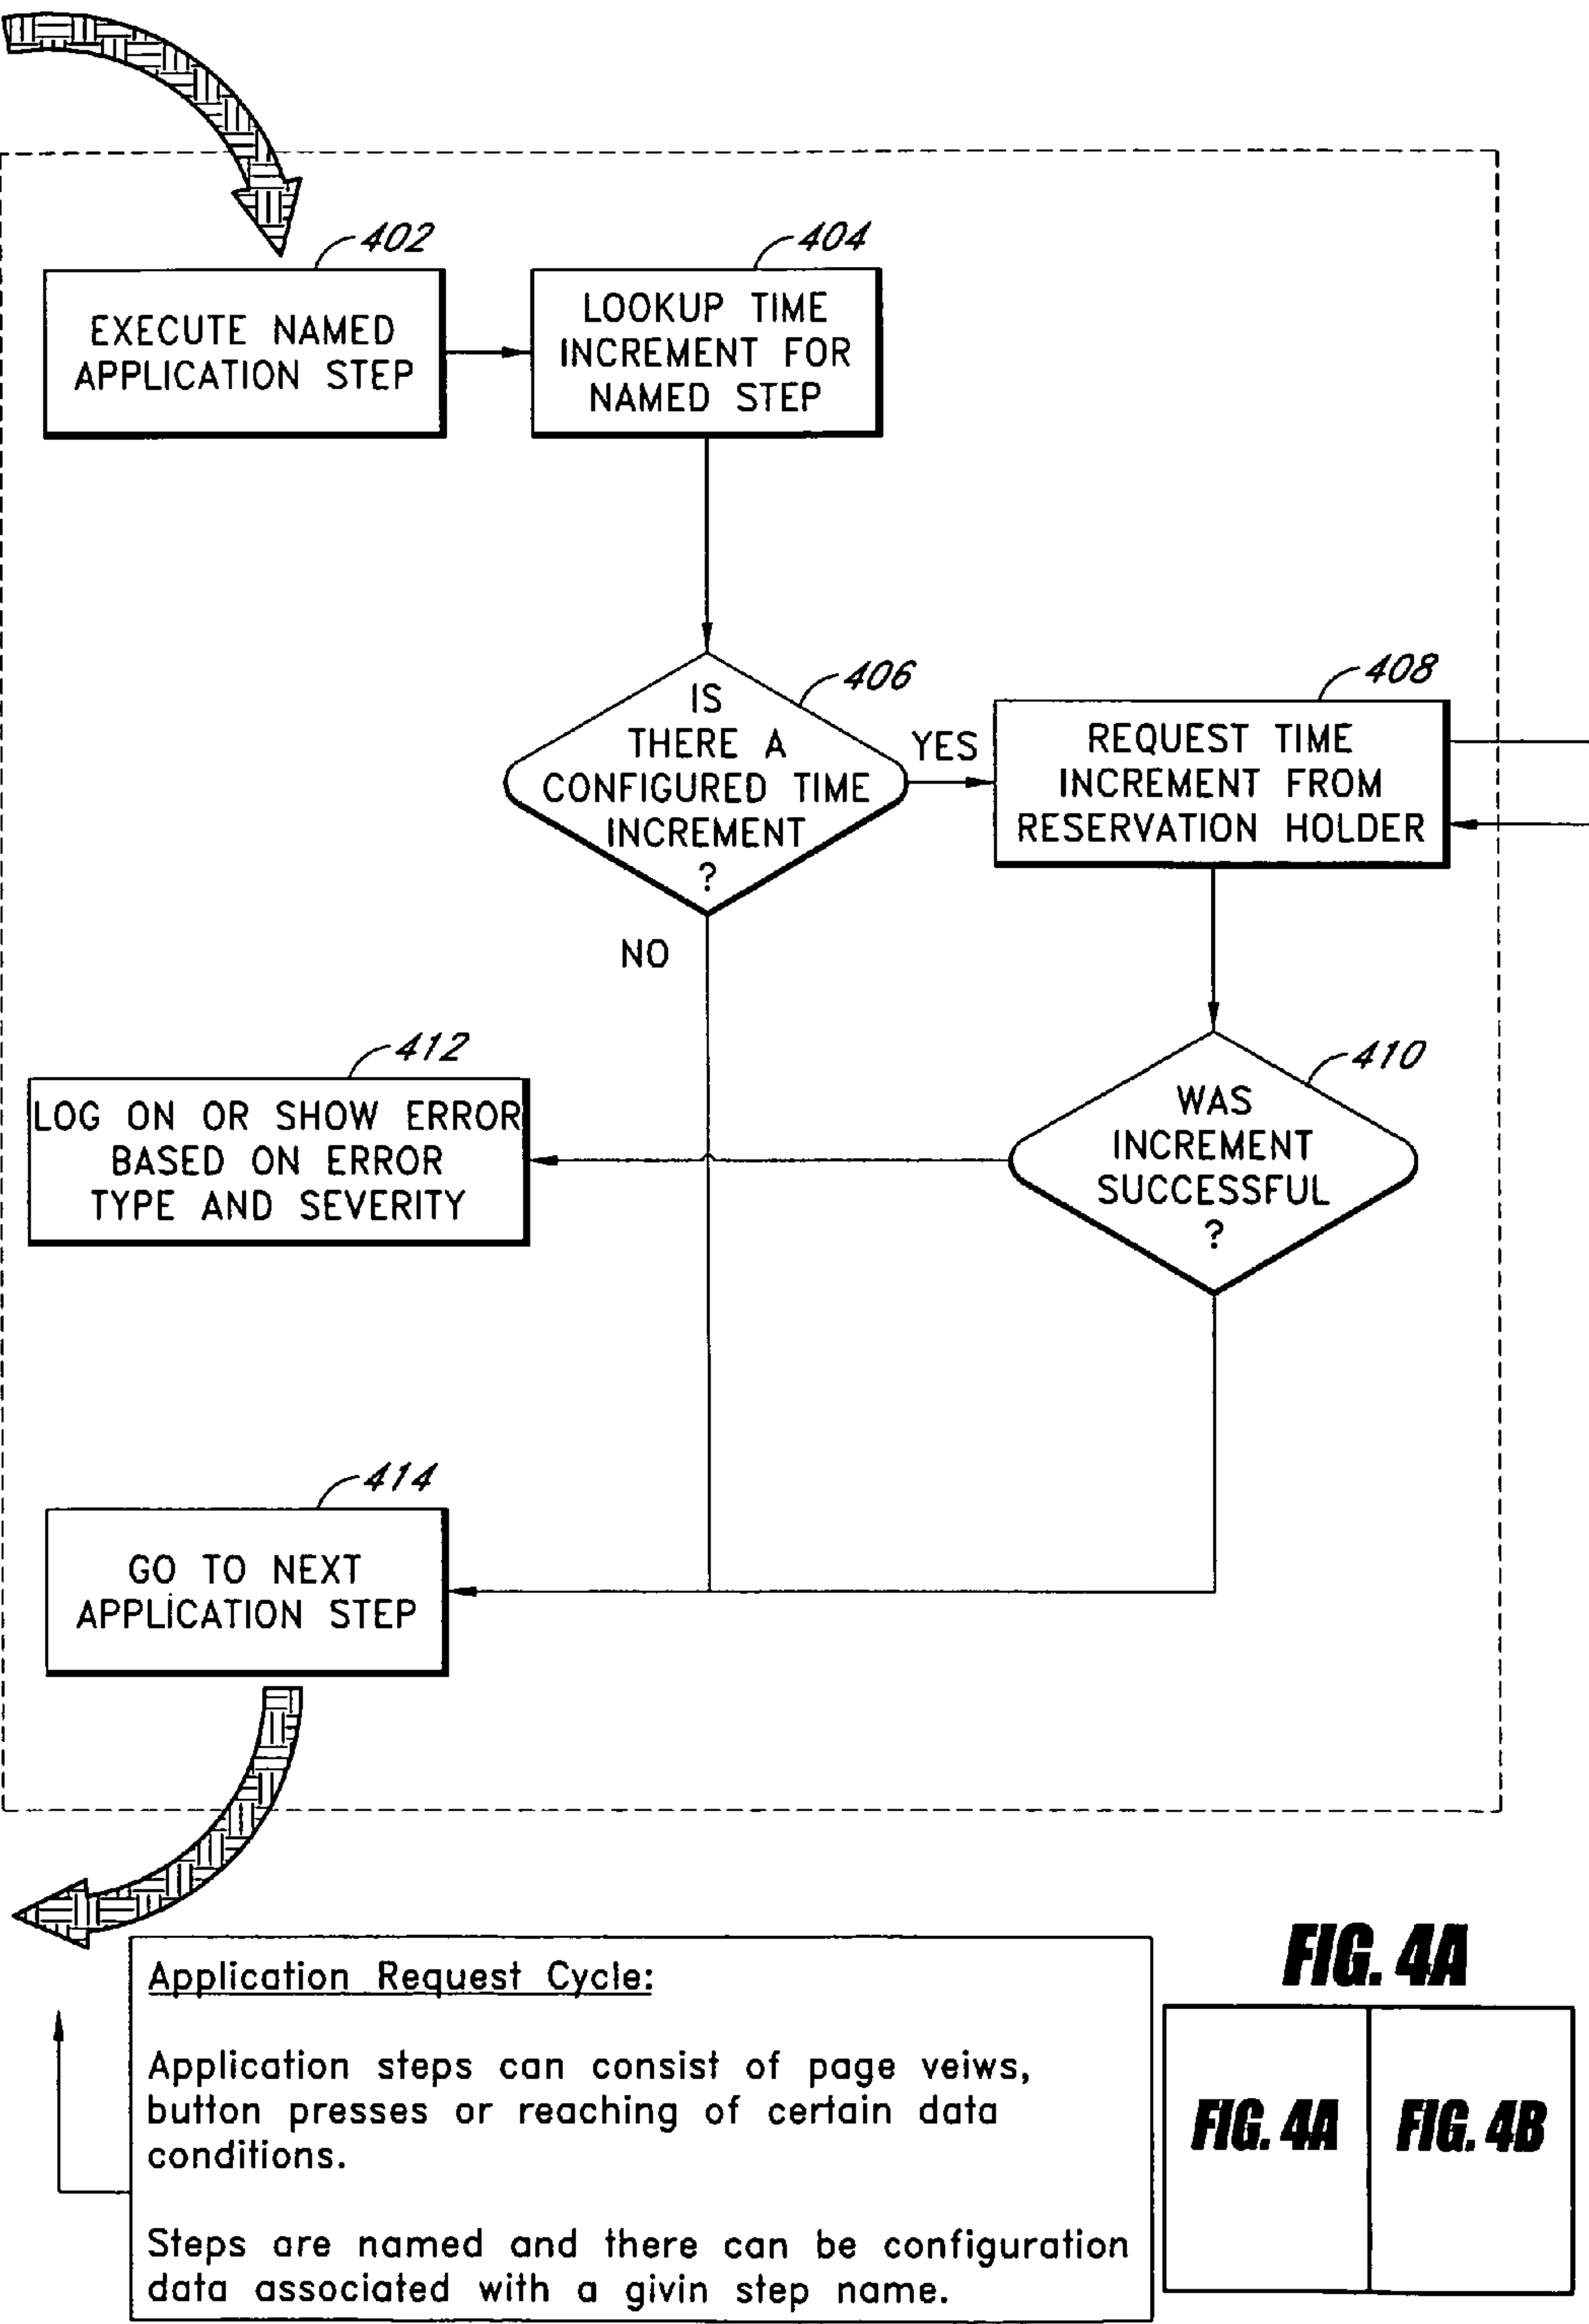 402
EXECUTE NAMED
APPLICATION STEP
404
LOOKUP TIME
INCREMENT FOR
NAMED STEP
406
IS
THERE A
CONFIGURED TIME
INCREMENT
?
YES
NO
408
REQUEST TIME
INCREMENT FROM
RESERVATION HOLDER
410
WAS
INCREMENT
SUCCESSFUL
?
412
LOG ON OR SHOW ERROR
BASED ON ERROR
TYPE AND SEVERITY
414
GO TO NEXT
APPLICATION STEP
Application Request Cycle:
Application steps can consist of page veiws,
button presses or reaching of certain data
conditions.
Steps are named and there can be configuration
data associated with a givin step name.
FIG. 4A
FIG. 4A
FIG. 4B